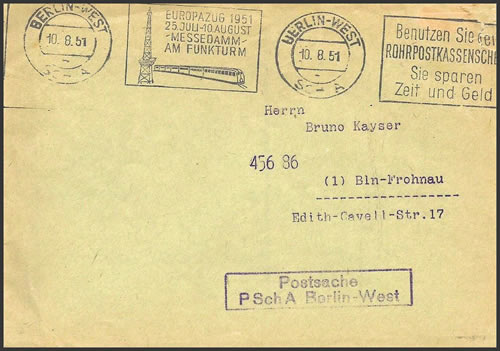 BERLIN-WEST
10.8.51
S-A
EUROPAZUG 1951
25.JULI-10.AUGUST
-MESSEDAMM-
AM FUNKTURM
BERLIN-WEST
10.8.51
S-A
Benutzen Sie
ROHRPOSTKASSENSCHE
Sie sparen
Zeit und Geld
Herrn
Bruno Kayser
456 86
(1) Bln-Frohnau
Edith-Cavell-Str.17
Postsache
PSchA Berlin-West